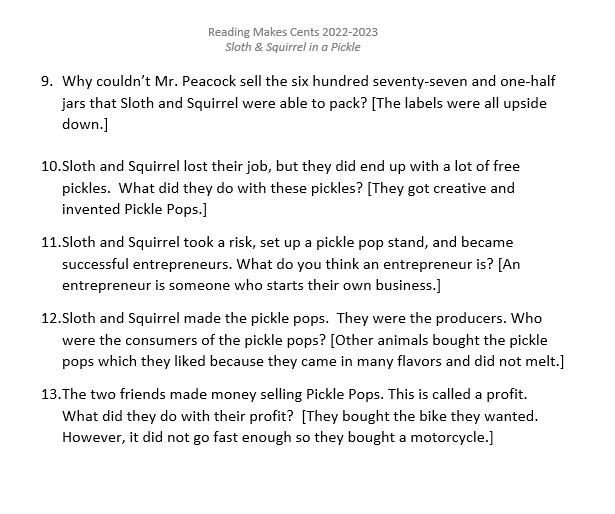 Reading Makes Cents 2022-2023
Sloth & Squirrel in a Pickle
9. Why couldn’t Mr. Peacock sell the six hundred seventy-seven and one-half
jars that Sloth and Squirrel were able to pack? [The labels were all upside
down.]
10.Sloth and Squirrel lost their job, but they did end up with a lot of free
pickles.  What did they do with these pickles? [They got creative and
invented Pickle Pops.]
11.Sloth and Squirrel took a risk, set up a pickle pop stand, and became
successful entrepreneurs. What do you think an entrepreneur is? [An
entrepreneur is someone who starts their own business.]
12.Sloth and Squirrel made the pickle pops.  They were the producers. Who
were the consumers of the pickle pops? [Other animals bought the pickle
pops which they liked because they came in many flavors and did not melt.]
13.The two friends made money selling Pickle Pops. This is called a profit.
What did they do with their profit?  [They bought the bike they wanted.
However, it did not go fast enough so they bought a motorcycle.]